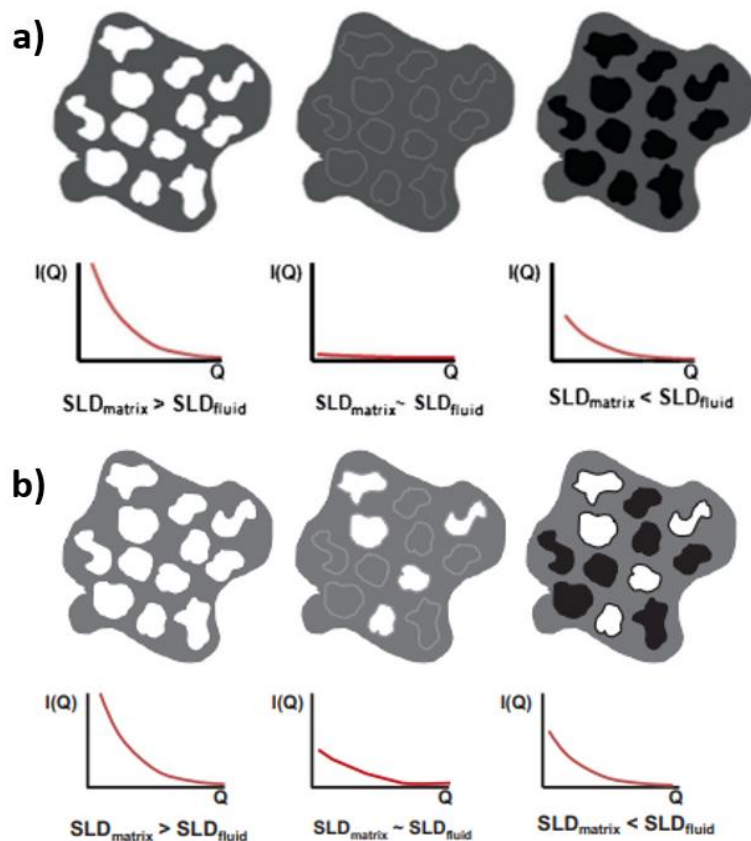 a)
I(Q) I(Q) I(Q)
Q Q Q
SLDmatrix > SLDfluid SLDmatrix~ SLDfluid SLDmatrix < SLDfluid
b)
I(Q) I(Q) I(Q)
Q Q Q
SLDmatrix > SLDfluid SLDmatrix ~ SLDfluid SLDmatrix < SLDfluid